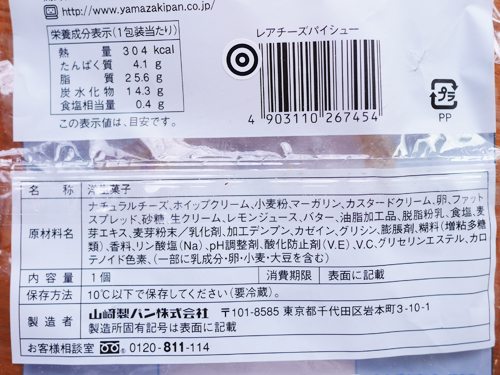 http://www.yamazakipan.co.jp/
栄養成分表示(1包装当たり)
熱量 304 kcal
たんぱく質 4.1 g
脂質 25.6 g
炭水化物 14.3 g
食塩相当量 0.4 g
この表示値は、目安です。
レアチーズパイシュー
4 903110 267454
プラ
PP
名称 洋生菓子
原材料名 ナチュラルチーズ、ホイップクリーム、小麦粉、マーガリン、カスタードクリーム、卵、ファット
スプレッド、砂糖、生クリーム、レモンジュース、バター、油脂加工品、脱脂粉乳、食塩、麦
芽エキス、麦芽粉末／乳化剤、加工デンプン、カゼイン、グリシン、膨脹剤、糊料(増粘多糖
類)、香料、リン酸塩(Na)、pH調整剤、酸化防止剤(V.E)、V.C、グリセリンエステル、カロ
テノイド色素、(一部に乳成分・卵・小麦・大豆を含む)
内容量 1個 消費期限 表面に記載
保存方法 10℃以下で保存してください(要冷蔵)。
製造者 山崎製パン株式会社 〒101-8585 東京都千代田区岩本町3-10-1
製造所固有記号は表面に記載
お客様相談室 0120-811-114